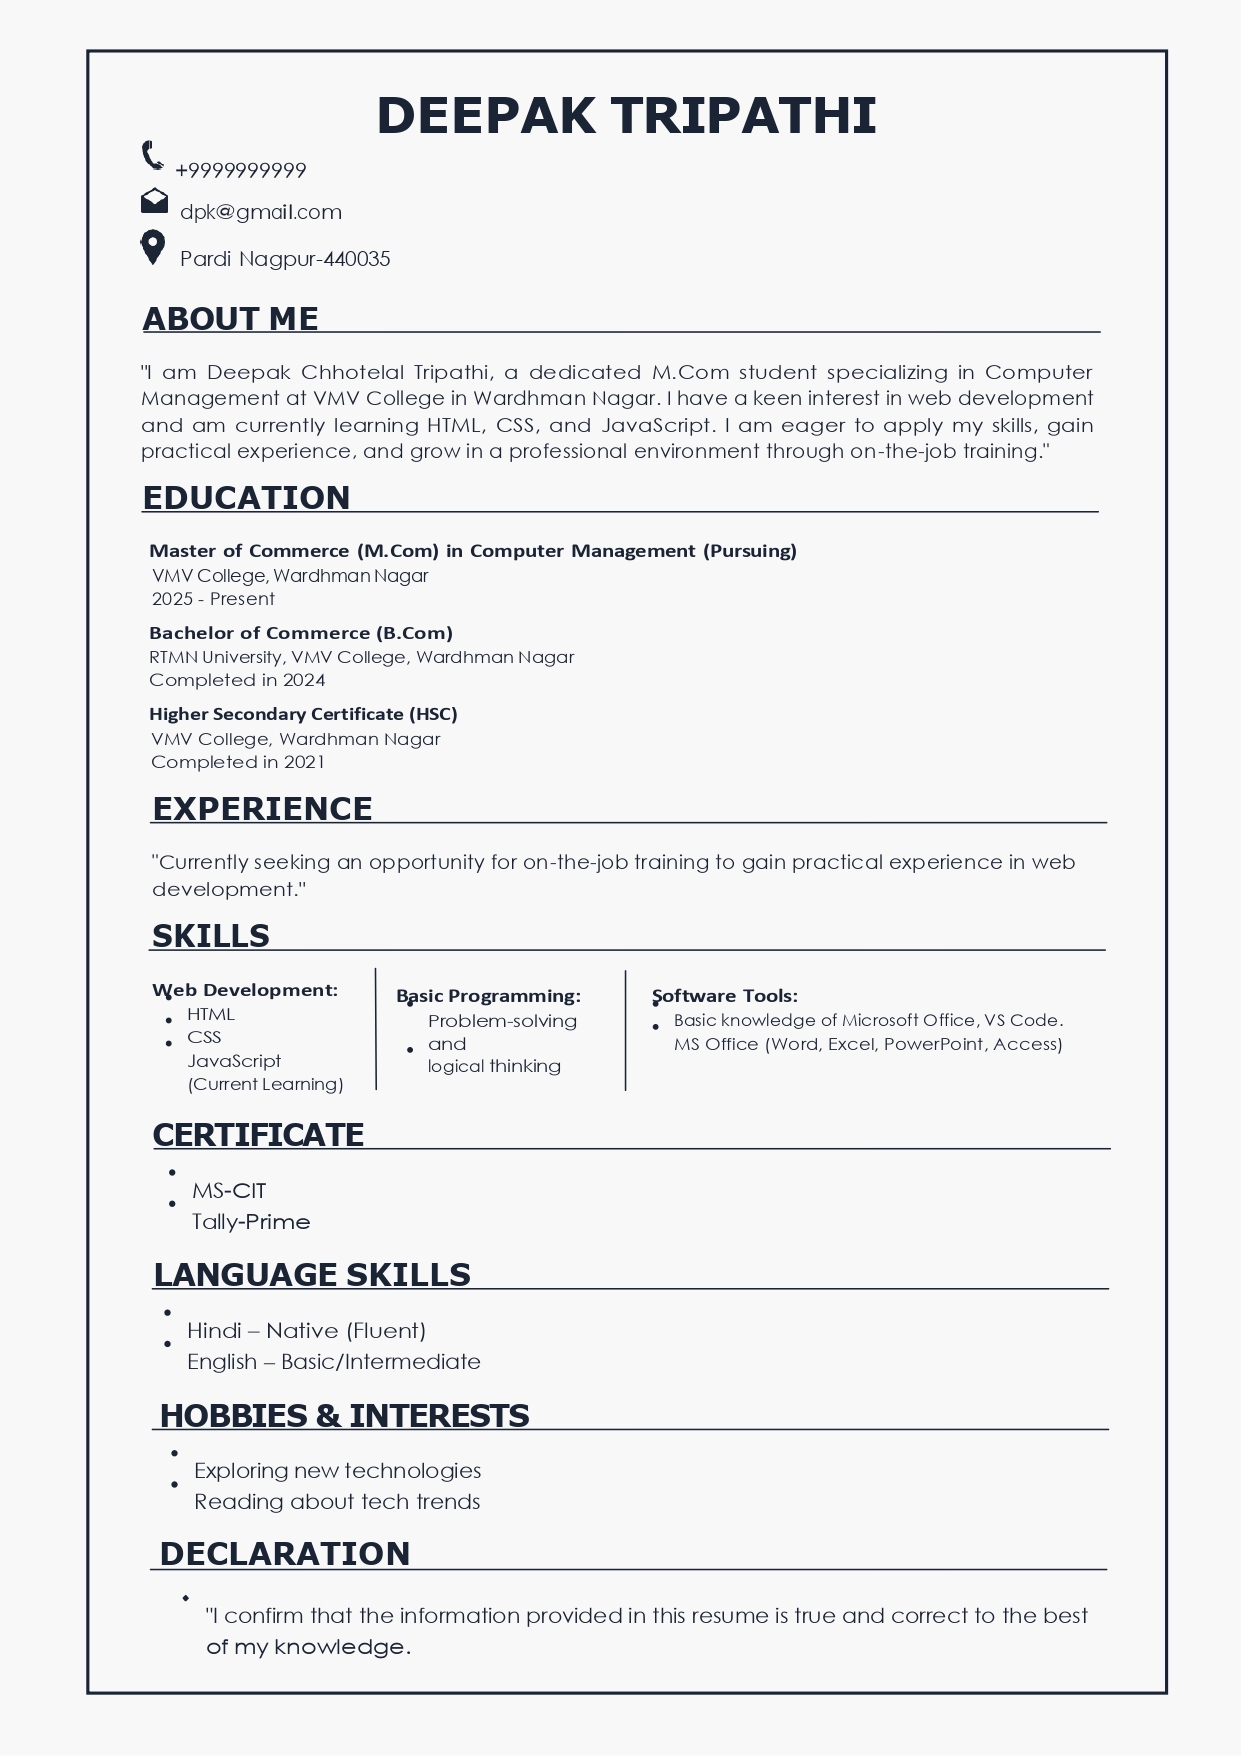 DEEPAK TRIPATHI
+9999999999
dpk@gmail.com
Pardi Nagpur-440035
ABOUT ME
"I am Deepak Chhotelal Tripathi, a dedicated M.Com student specializing in Computer
Management at VMV College in Wardhman Nagar. I have a keen interest in web development
and am currently learning HTML, CSS, and JavaScript. I am eager to apply my skills, gain
practical experience, and grow in a professional environment through on-the-job training."
EDUCATION
Master of Commerce (M.Com) in Computer Management (Pursuing)
VMV College, Wardhman Nagar
2025 - Present
Bachelor of Commerce (B.Com)
RTMN University, VMV College, Wardhman Nagar
Completed in 2024
Higher Secondary Certificate (HSC)
VMV College, Wardhman Nagar
Completed in 2021
EXPERIENCE
"Currently seeking an opportunity for on-the-job training to gain practical experience in web
development."
SKILLS
Web Development:
• HTML
• CSS
• JavaScript
(Current Learning)
Basic Programming:
• Problem-solving
and
• logical thinking
Software Tools:
• Basic knowledge of Microsoft Office, VS Code.
• MS Office (Word, Excel, PowerPoint, Access)
CERTIFICATE
• MS-CIT
• Tally-Prime
LANGUAGE SKILLS
• Hindi – Native (Fluent)
• English – Basic/Intermediate
HOBBIES & INTERESTS
• Exploring new technologies
• Reading about tech trends
DECLARATION
• "I confirm that the information provided in this resume is true and correct to the best
of my knowledge.